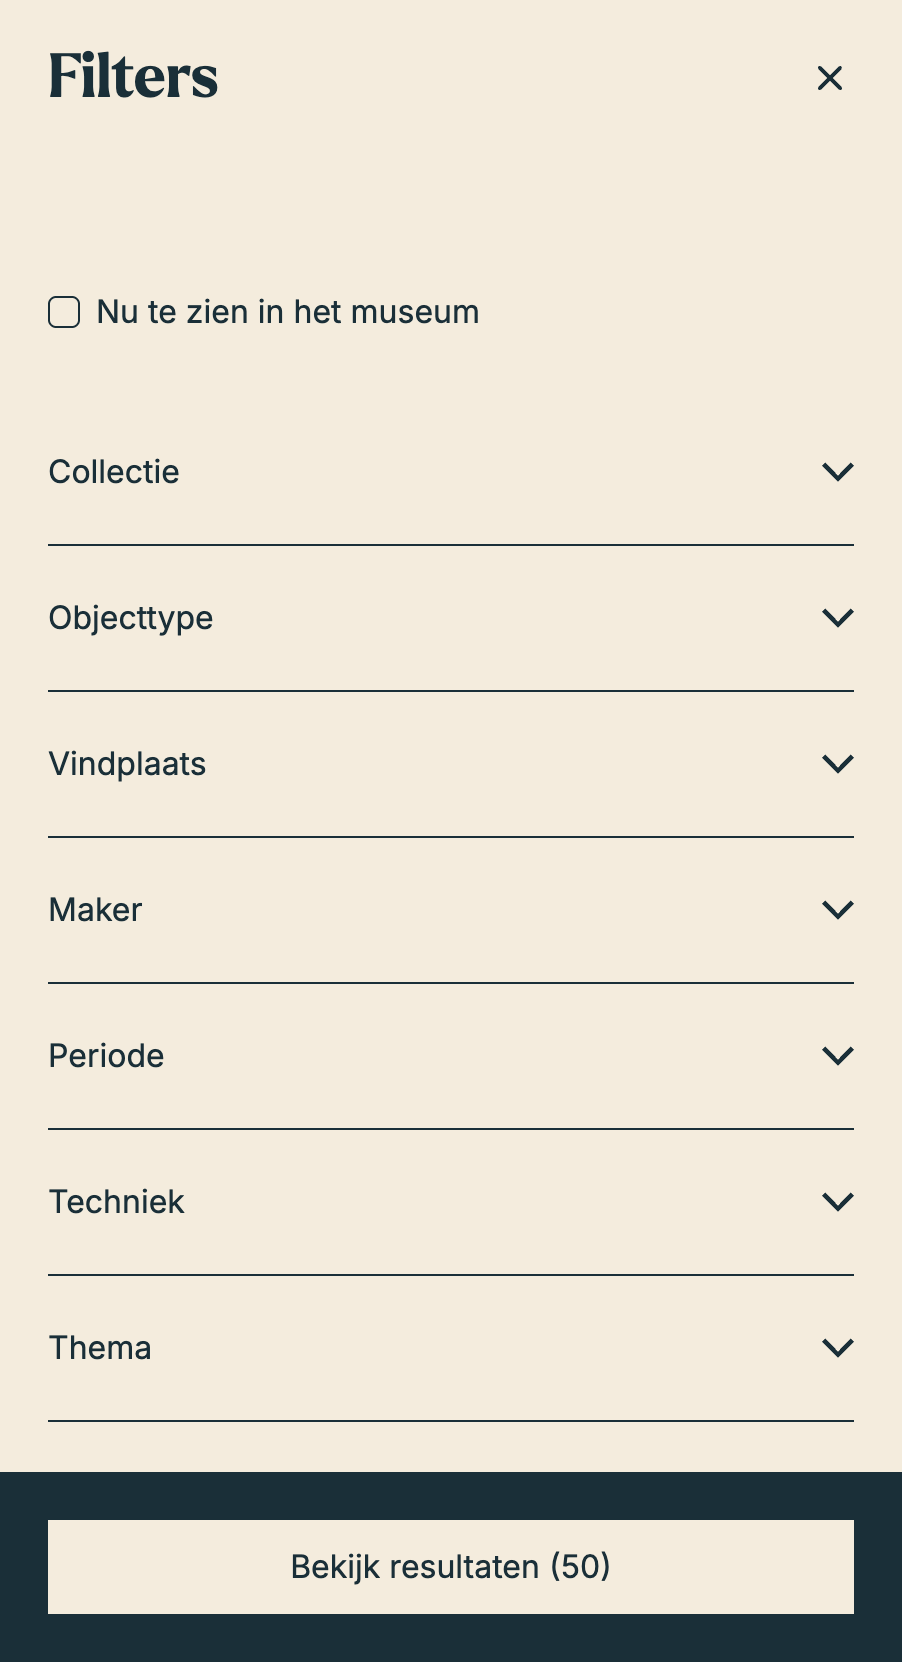 Filters
Nu te zien in het museum
Collectie
Objecttype
Vindplaats
Maker
Periode
Techniek
Thema
Bekijk resultaten (50)